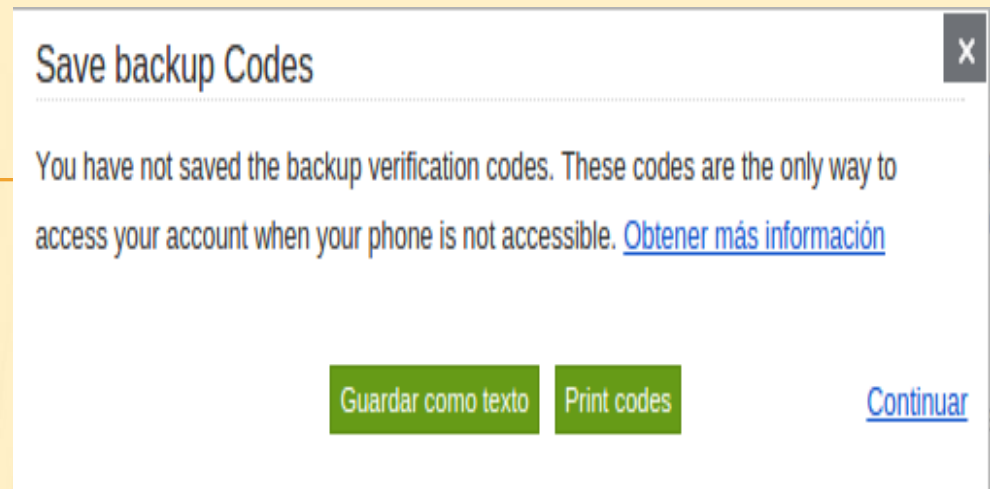 Save backup Codes
X
You have not saved the backup verification codes. These codes are the only way to
access your account when your phone is not accessible. Obtener más información
Guardar como texto Print codes Continuar